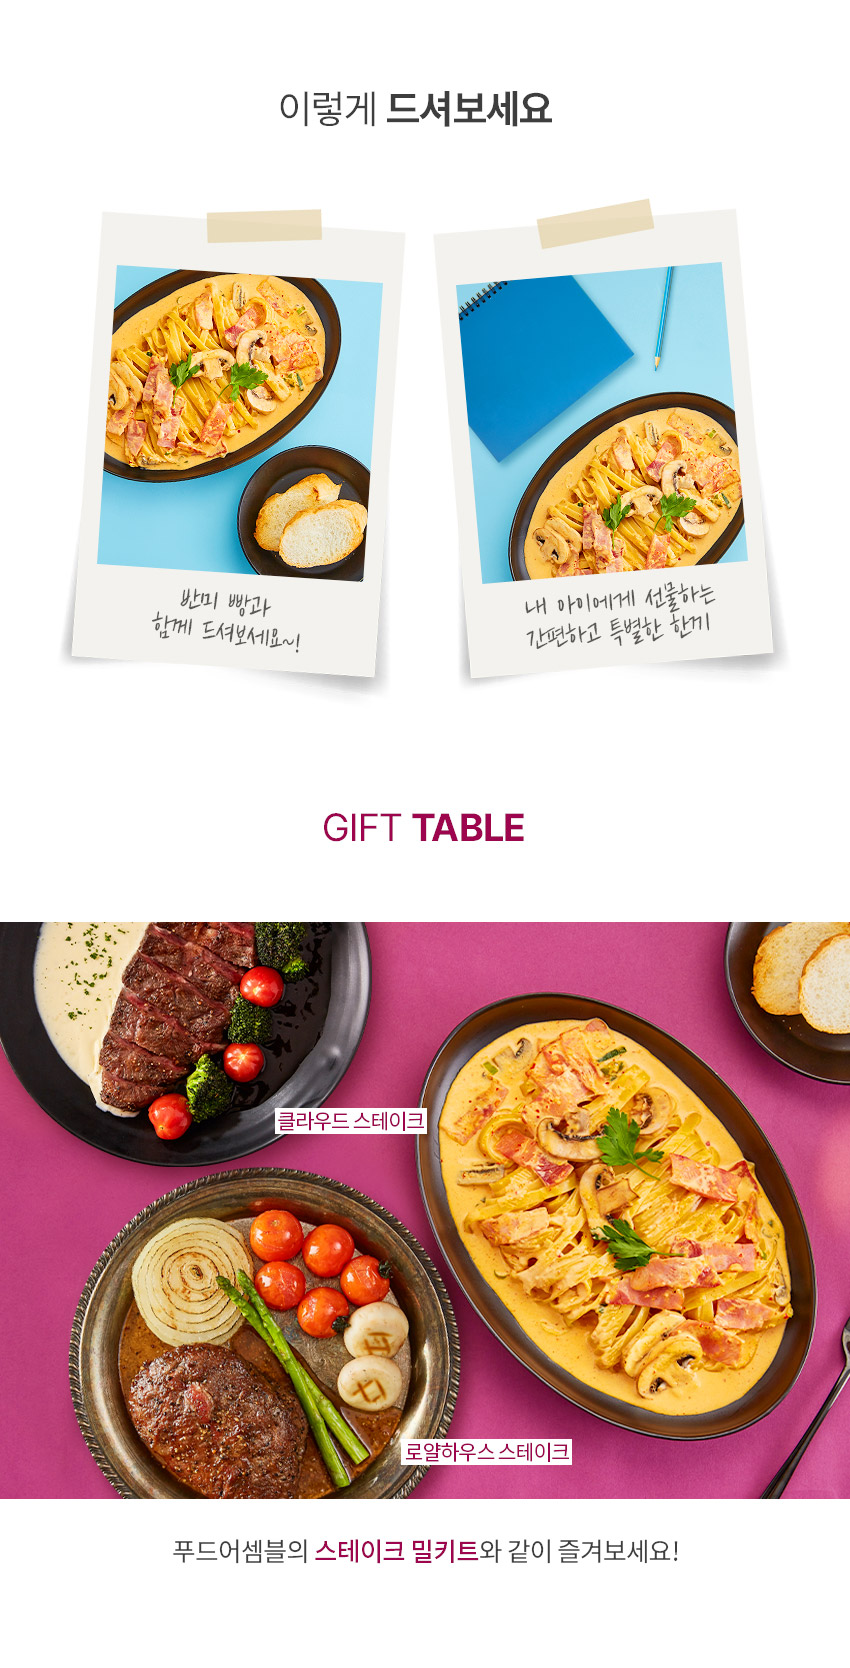 이렇게 드셔보세요
반미 빵과
함께 드셔보세요~!
내 아이에게 선물하는
간편하고 특별한 한끼
GIFT TABLE
클라우드 스테이크
로얄하우스 스테이크
푸드어셈블의 스테이크 밀키트와 같이 즐겨보세요!